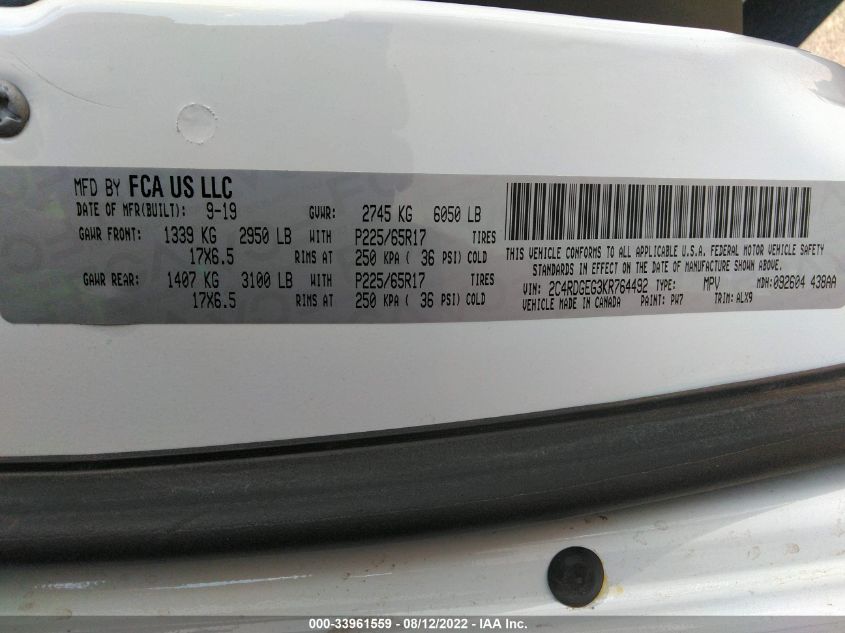 MFD BY FCA US LLC
DATE OF MFR(BUILT): 9-19 GVWR: 2745 KG 6050 LB
GAWR FRONT: 1339 KG 2950 LB WITH P225/65R17 TIRES
17X6.5 RIMS AT 250 KPA ( 36 PSI) COLD
GAWR REAR: 1407 KG 3100 LB WITH P225/65R17 TIRES
17X6.5 RIMS AT 250 KPA ( 36 PSI) COLD
THIS VEHICLE CONFORMS TO ALL APPLICABLE U.S.A. FEDERAL MOTOR VEHICLE SAFETY
STANDARDS IN EFFECT ON THE DATE OF MANUFACTURE SHOWN ABOVE.
VIN: 2C4RDGEG3KR764492 TYPE: MPV MDH: 092604 438AA
VEHICLE MADE IN CANADA PAINT: PW7 TRIM: ALX9
000-33961559 - 08/12/2022 - IAA Inc.